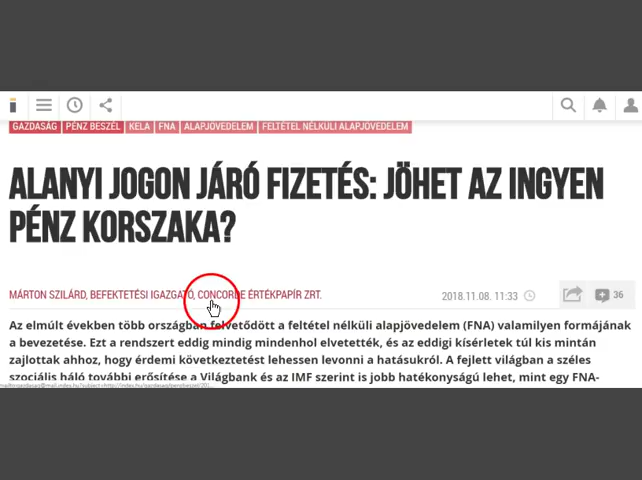 GAZDASÁG PÉNZ BESZÉL KELA FNA ALAPJÖVEDELEM FELTÉTEL NÉLKÜLI ALAPJÖVEDELEM
ALANYI JOGON JÁRÓ FIZETÉS: JÖHET AZ INGYEN
PÉNZ KORSZAKA?
MÁRTON SZILÁRD, BEFEKTETÉSI IGAZGATÓ, CONCORDE ÉRTÉKPAPÍR ZRT.
2018.11.08. 11:33
36
Az elmúlt években több országban felvetődött a feltétel nélküli alapjövedelem (FNA) valamilyen formájának
a bevezetése. Ezt a rendszert eddig mindig mindenhol elvetették, és az eddigi kísérletek túl kis mintán
zajlottak ahhoz, hogy érdemi következtetést lehessen levonni a hatásukról. A fejlett világban a széles
szociális háló további erősítése a Világbank és az IMF szerint is jobb hatékonyságú lehet, mint egy FNA-